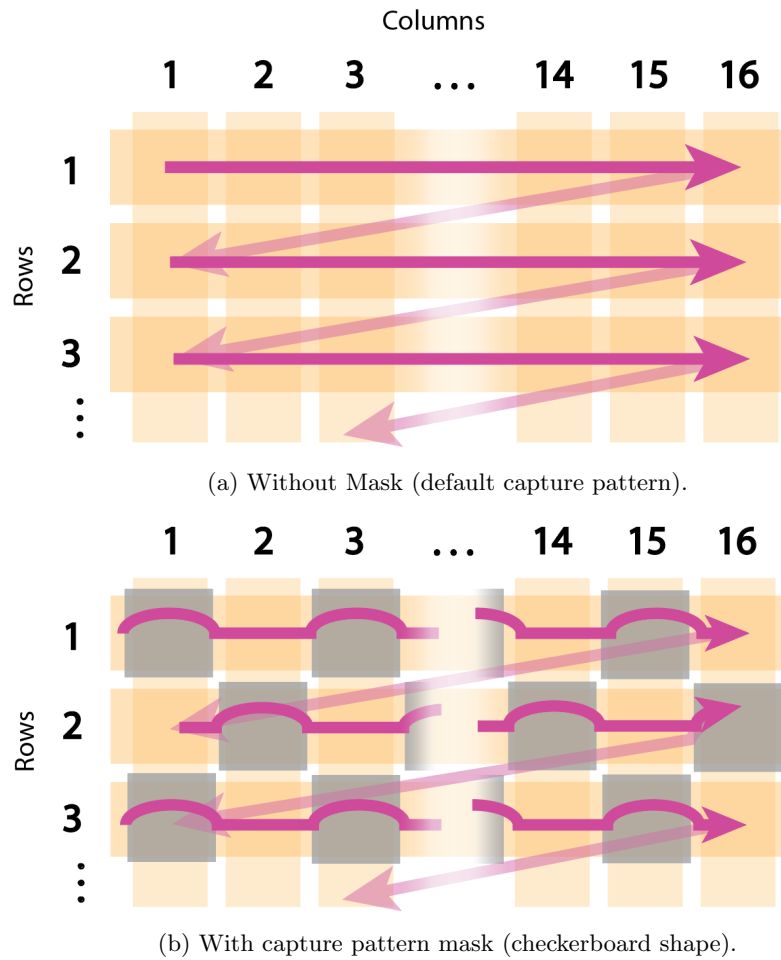 Columns
1 2 3 ... 14 15 16
1
Rows
2
3
...
(a) Without Mask (default capture pattern).
1 2 3 ... 14 15 16
1
Rows
2
3
...
(b) With capture pattern mask (checkerboard shape).